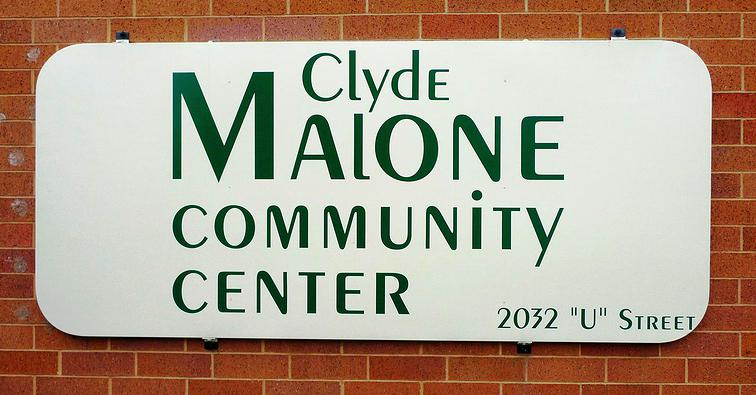 Clyde
MAlONE
COMMUNiTy
CENTER
2032 "U" STREET